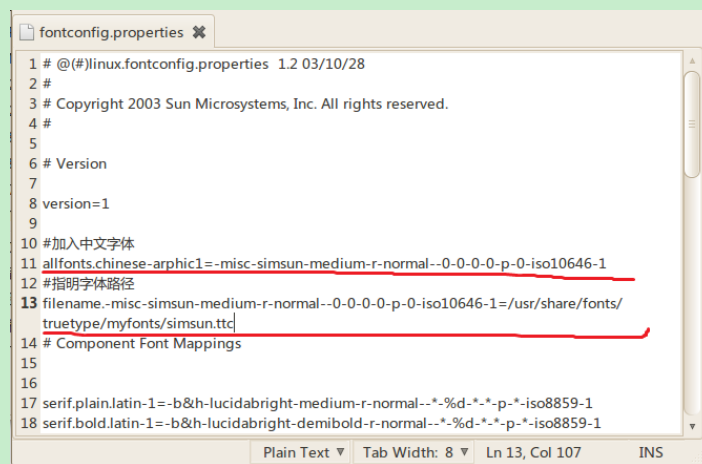 fontconfig.properties
1 # @(#)linux.fontconfig.properties  1.2 03/10/28
2 #
3 # Copyright 2003 Sun Microsystems, Inc. All rights reserved.
4 #
5
6 # Version
7
8 version=1
9
10 #加入中文字体
11 allfonts.chinese-arphic1=-misc-simsun-medium-r-normal--0-0-0-0-p-0-iso10646-1
12 #指明字体路径
13 filename.-misc-simsun-medium-r-normal--0-0-0-0-p-0-iso10646-1=/usr/share/fonts/
truetype/myfonts/simsun.ttc
14 # Component Font Mappings
15
16
17 serif.plain.latin-1=-b&h-lucidabright-medium-r-normal--*-%d-*-*-p-*-iso8859-1
18 serif.bold.latin-1=-b&h-lucidabright-demibold-r-normal--*-%d-*-*-p-*-iso8859-1
Plain Text Tab Width: 8 Ln 13, Col 107 INS